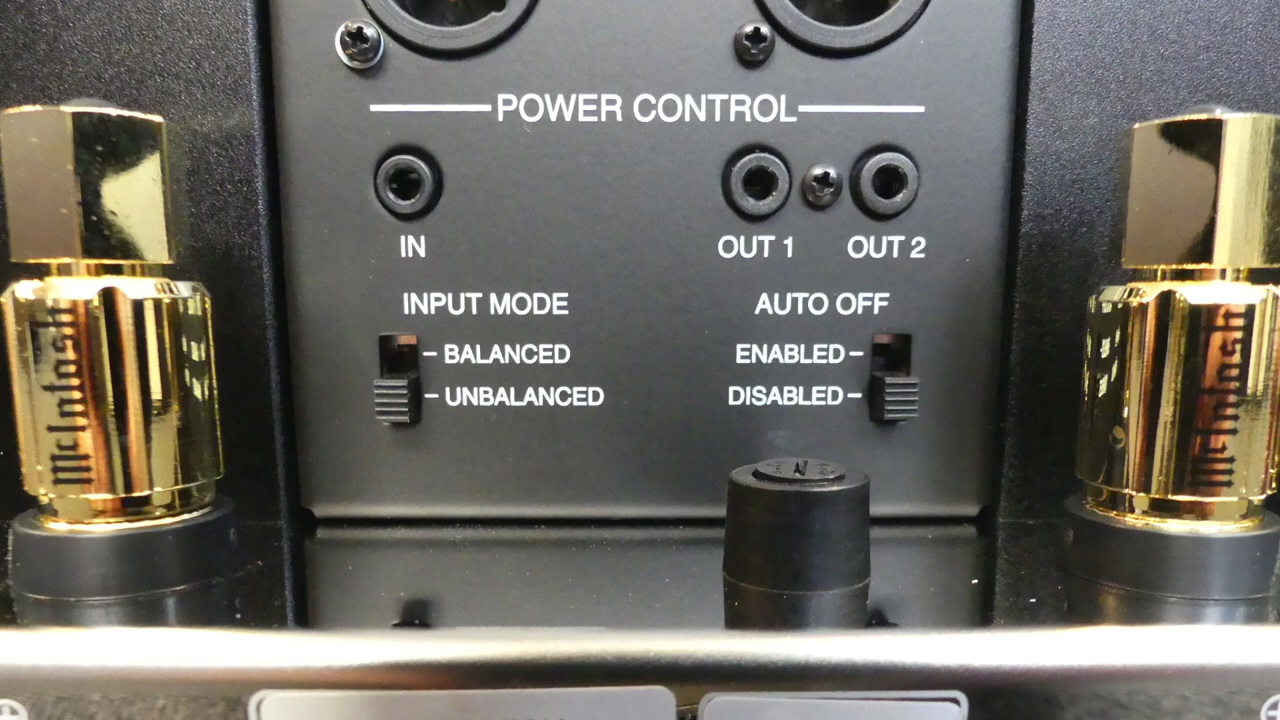 POWER CONTROL
IN
OUT 1
OUT 2
INPUT MODE
AUTO OFF
BALANCED
ENABLED
UNBALANCED
DISABLED
McIntosh
McIntosh